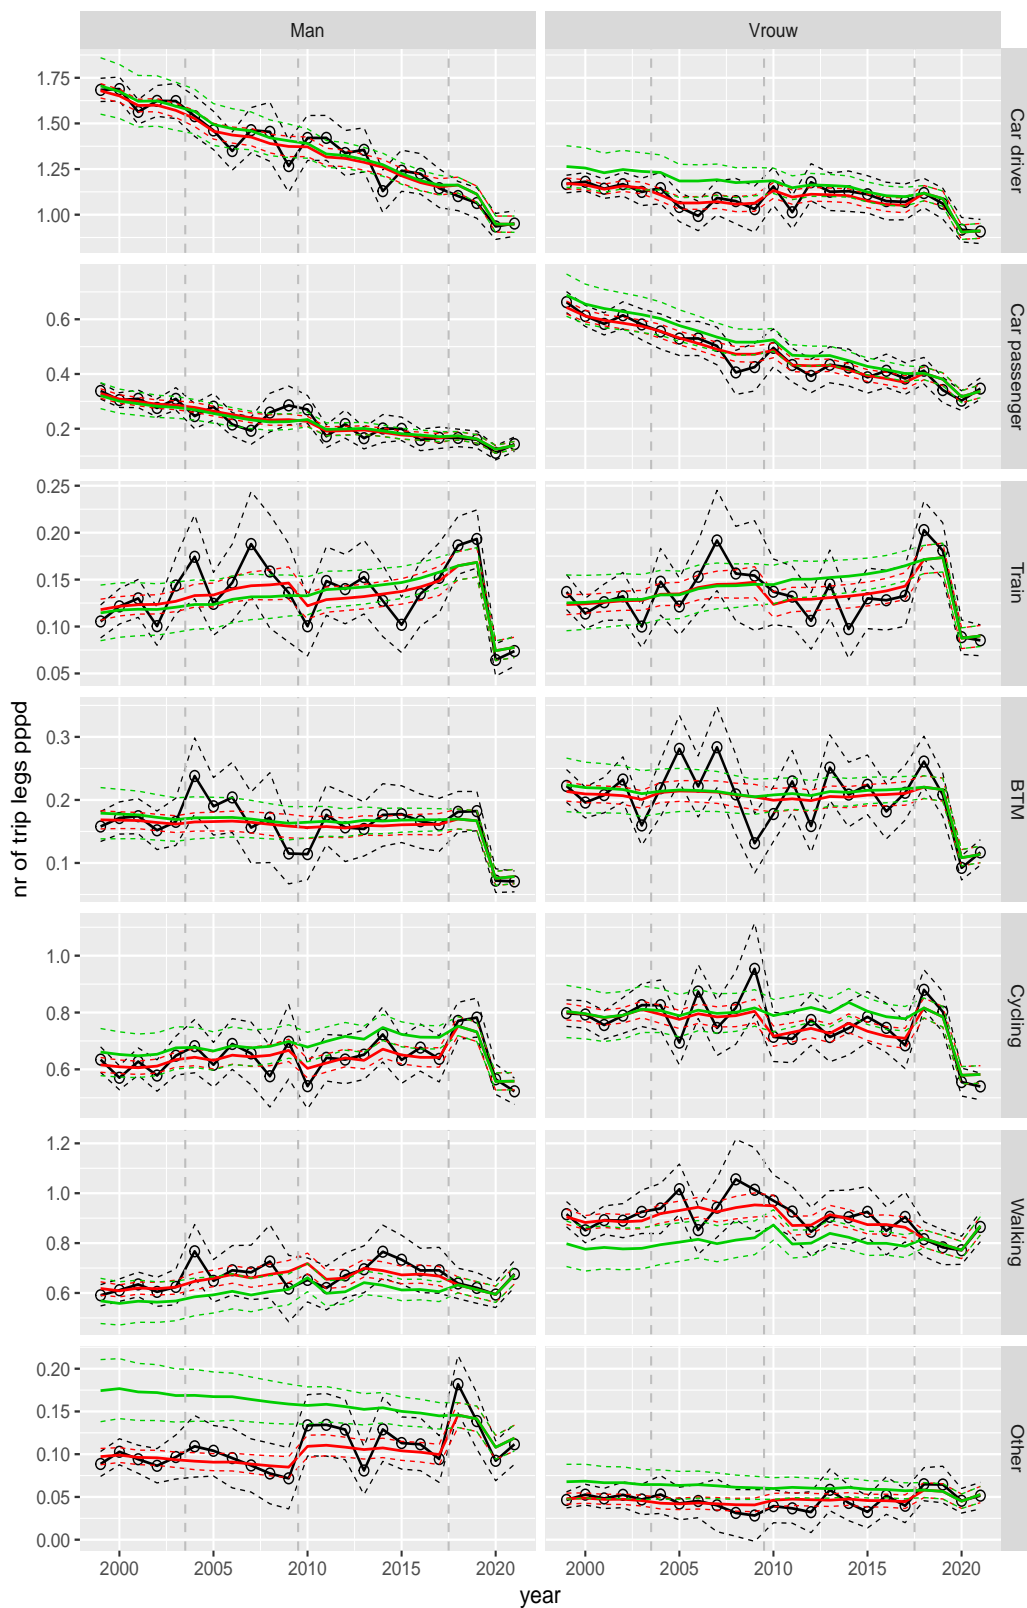 Man Vrouw
1.75
1.50
1.25
1.00
Car driver
0.6
0.4
0.2
Car passenger
0.25
0.20
0.15
0.10
0.05
Train
0.3
0.2
0.1
BTM
1.0
0.8
0.6
Cycling
1.2
1.0
0.8
0.6
Walking
0.20
0.15
0.10
0.05
0.00
Other
nr of trip legs pppd
2000 2005 2010 2015 2020 2000 2005 2010 2015 2020
year